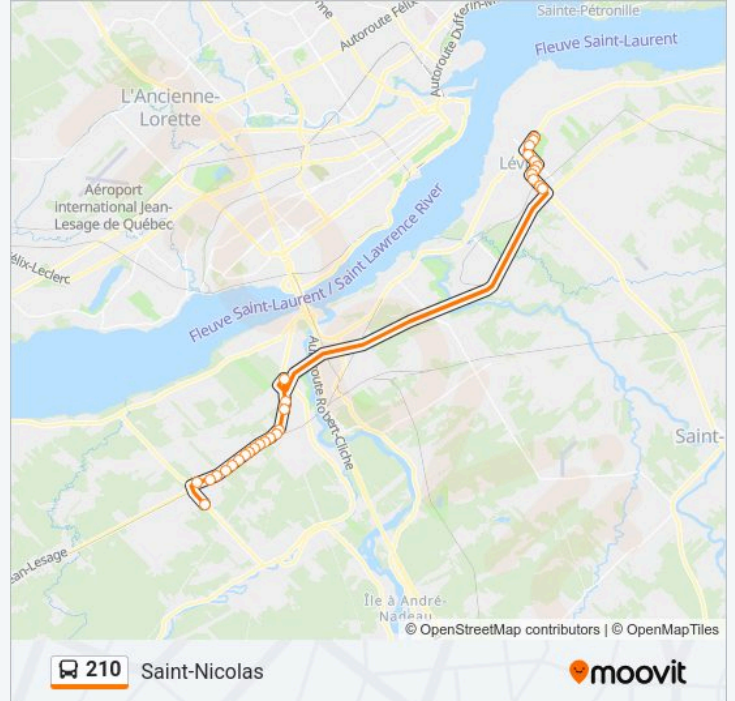 Sainte-Pétronille
Autoroute Félix
Autoroute Dufferin-M
Fleuve Saint-Laurent
L'Ancienne-
Lorette
Lévi
Aéroport
international Jean-
Lesage de Québec
élix-Leclerc
Fleuve Saint-Laurent / Saint Lawrence River
Autoroute Robert-Cliche
Saint-
ean-Lesage
Île à André-
Nadeau
© OpenStreetMap contributors | © OpenMapTiles
210 Saint-Nicolas
moovit